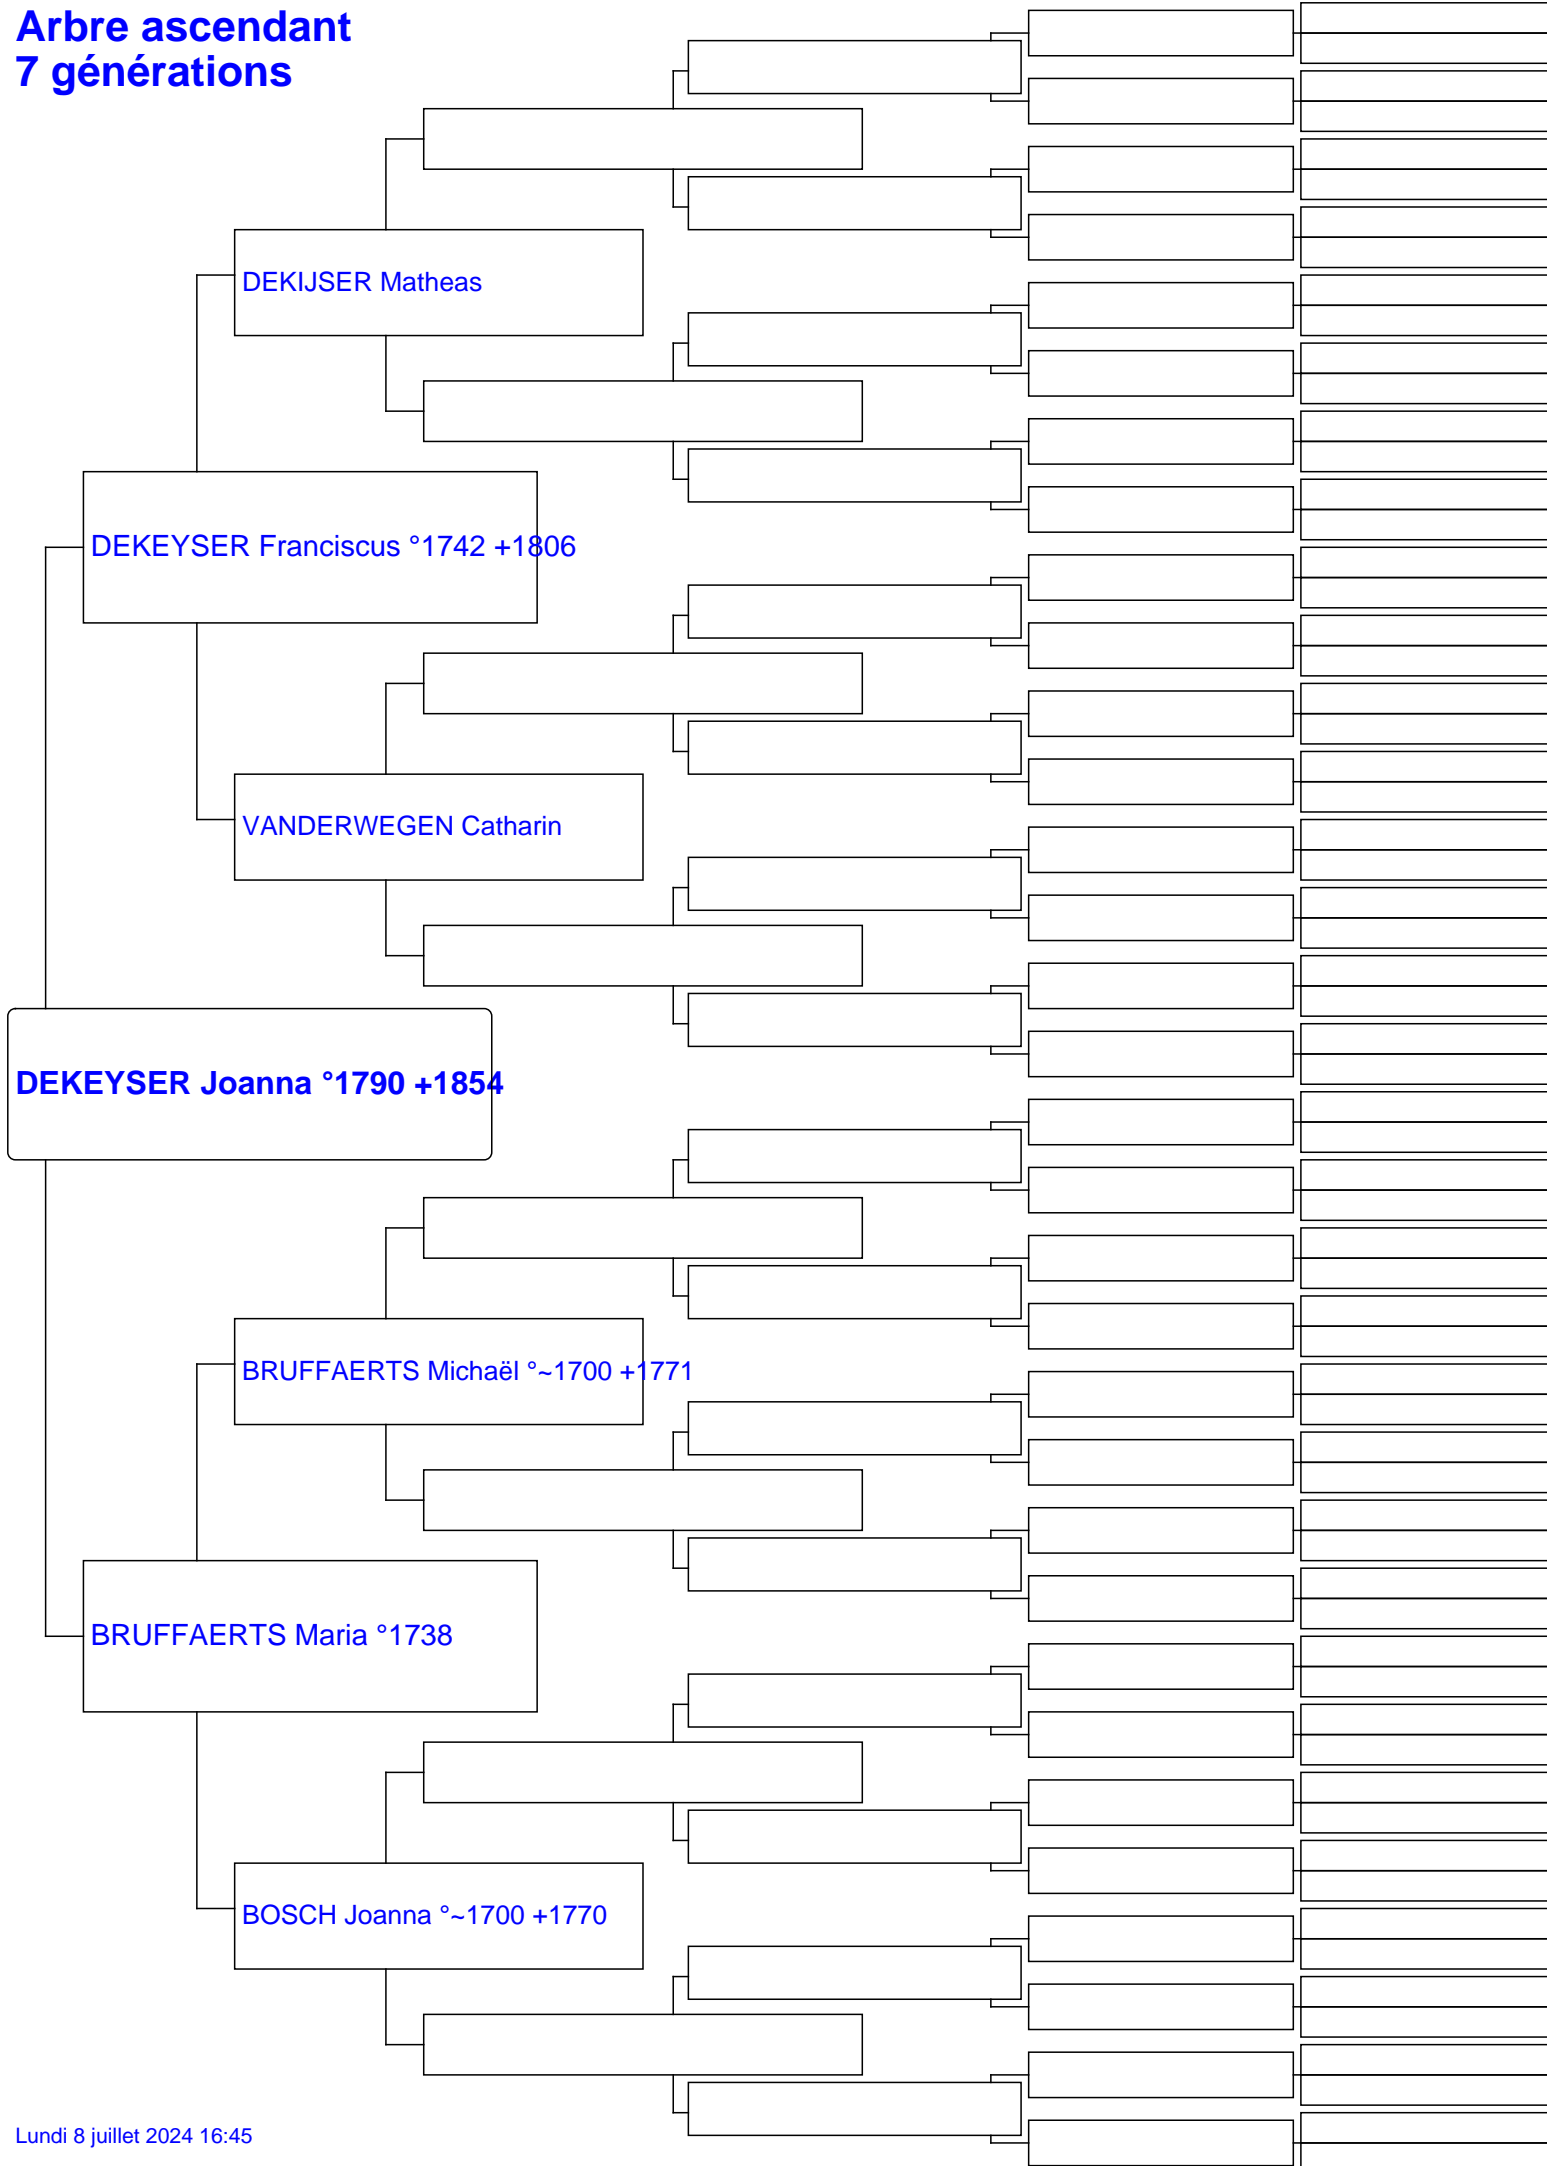 Arbre ascendant
7 générations
DEKIJSER Matheas
DEKEYSER Franciscus °1742 +1806
VANDERWEGEN Catharin
DEKEYSER Joanna °1790 +1854
BRUFFAERTS Michaël °~1700 +1771
BRUFFAERTS Maria °1738
BOSCH Joanna °~1700 +1770
Lundi 8 juillet 2024 16:45